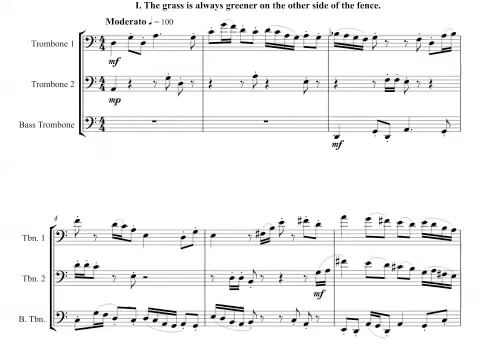 I. The grass is always greener on the other side of the fence.
Moderato ♩ = 100
Trombone 1
mf
Trombone 2
mp
Bass Trombone
mf
4
Tbn. 1
Tbn. 2
mf
B. Tbn.